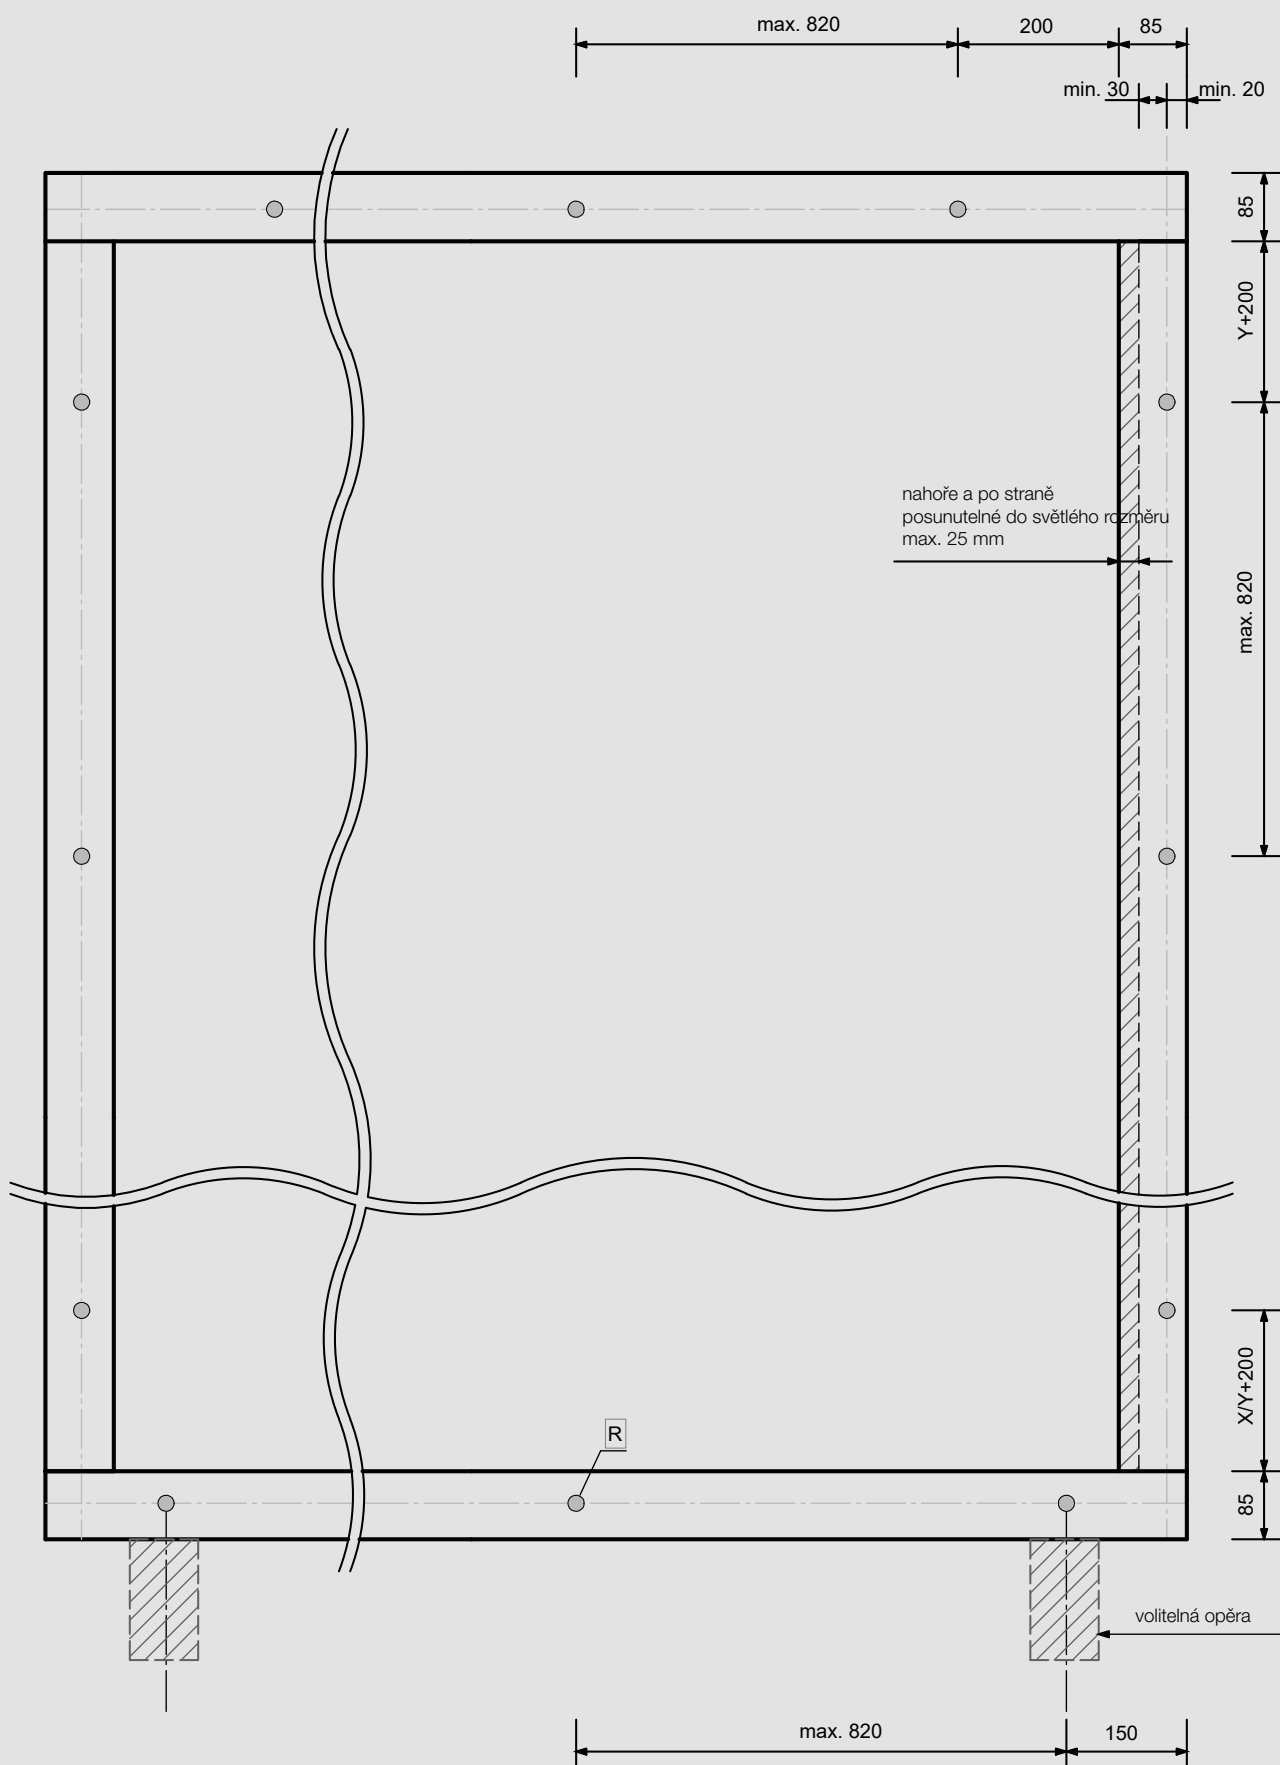 max. 820
200
85
min. 30
min. 20
85
Y+200
nahoře a po straně
posunutelné do světlého rozměru
max. 25 mm
max. 820
X/Y+200
R
85
volitelná opěra
max. 820
150